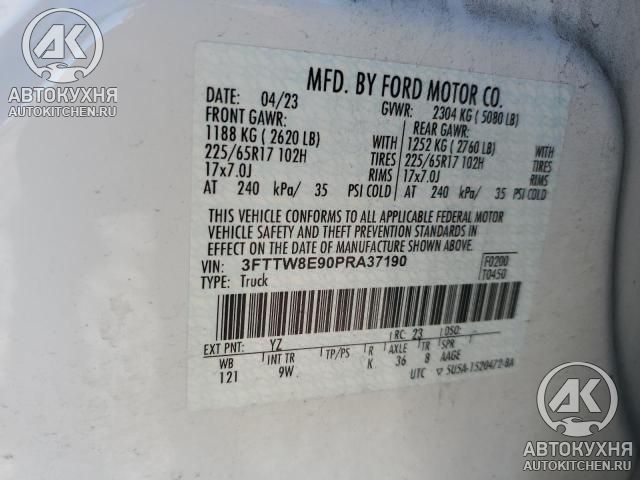 АВТОКУХНЯ
AUTOKITCHEN.RU
MFD. BY FORD MOTOR CO.
DATE: 04/23 GVWR: 2304 KG ( 5080 LB)
FRONT GAWR: REAR GAWR:
1188 KG ( 2620 LB) WITH 1252 KG ( 2760 LB) WITH
225/65R17 102H TIRES 225/65R17 102H TIRES
17x7.0J RIMS 17x7.0J RIMS
AT 240 kPa/ 35 PSI COLD AT 240 kPa/ 35 PSI COLD
THIS VEHICLE CONFORMS TO ALL APPLICABLE FEDERAL MOTOR
VEHICLE SAFETY AND THEFT PREVENTION STANDARDS IN
EFFECT ON THE DATE OF MANUFACTURE SHOWN ABOVE.
VIN: 3FTTW8E90PRA37190 F0200
TYPE: Truck T0450
EXT PNT: YZ RC: 23 DSO:
WB INT TR TP/PS R AXLE TR SPR
121 9W K 36 8 AAGE
UTC ▽ 5U5A-1520472-BA
АВТОКУХНЯ
AUTOKITCHEN.RU